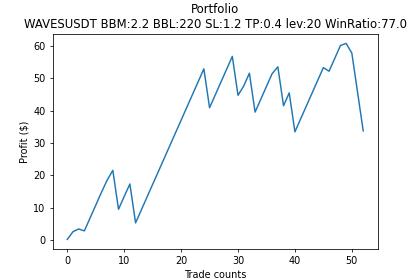 Portfolio
WAVESUSDT BBM:2.2 BBL:220 SL:1.2 TP:0.4 lev:20 WinRatio:77.0
60
50
40
30
20
10
0
Profit ($)
0 10 20 30 40 50
Trade counts